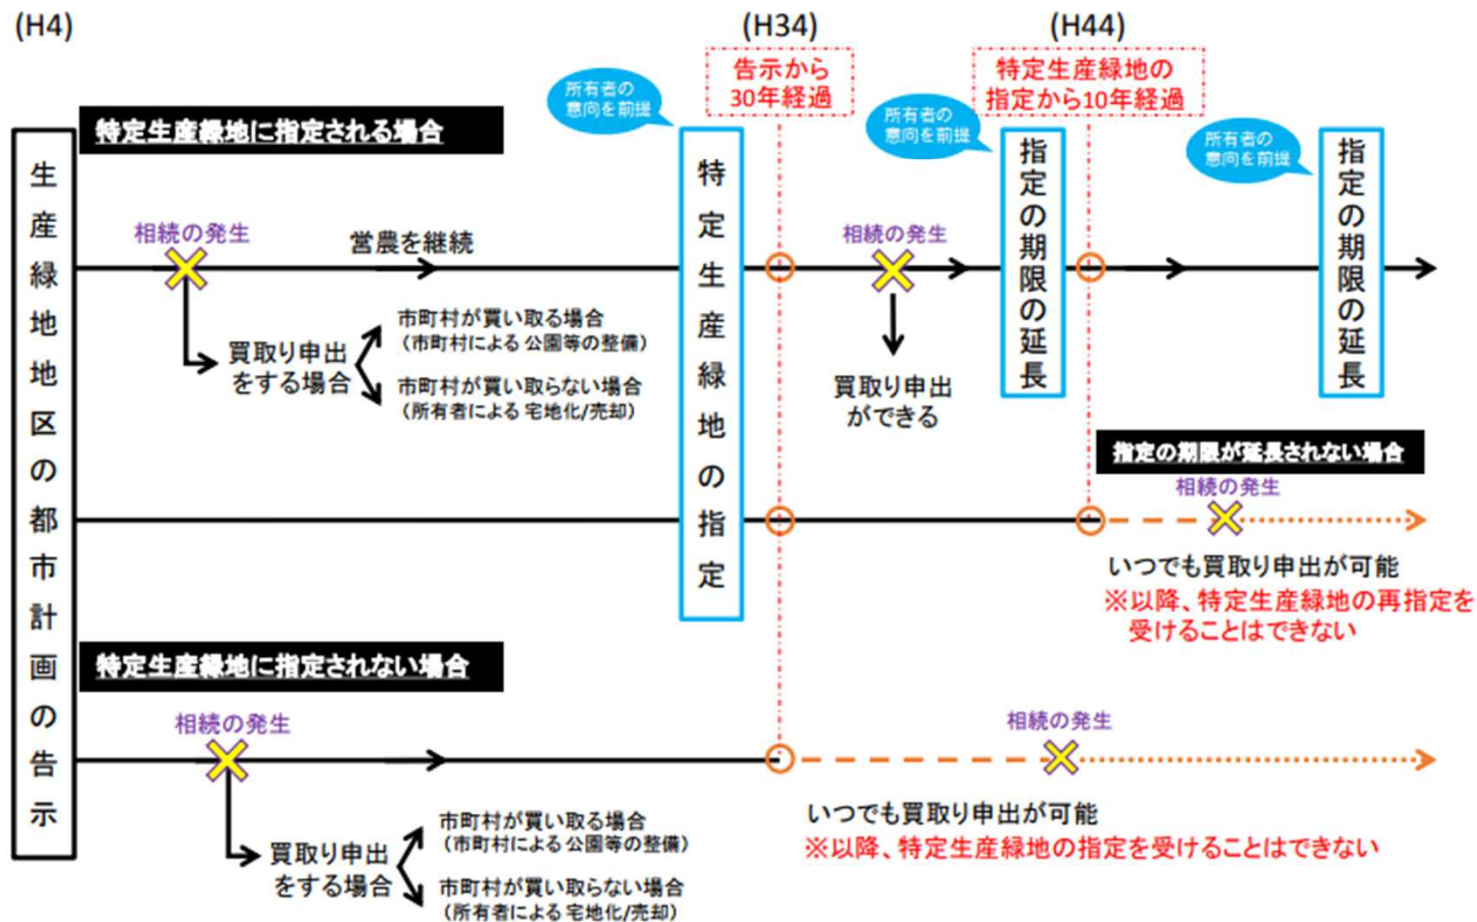 (H4)
(H34)
(H44)
告示から
30年経過
特定生産緑地の
指定から10年経過
所有者の
意向を前提
所有者の
意向を前提
所有者の
意向を前提
生産緑地地区の都市計画の告示
特定生産緑地に指定される場合
特定生産緑地の指定
指定の期限の延長
指定の期限の延長
相続の発生
営農を継続
相続の発生
買取り申出
をする場合
市町村が買い取る場合
(市町村による公園等の整備)
市町村が買い取らない場合
(所有者による宅地化/売却)
買取り申出
ができる
指定の期限が延長されない場合
相続の発生
いつでも買取り申出が可能
※以降、特定生産緑地の再指定を
受けることはできない
特定生産緑地に指定されない場合
相続の発生
相続の発生
買取り申出
をする場合
市町村が買い取る場合
(市町村による公園等の整備)
市町村が買い取らない場合
(所有者による宅地化/売却)
いつでも買取り申出が可能
※以降、特定生産緑地の指定を受けることはできない